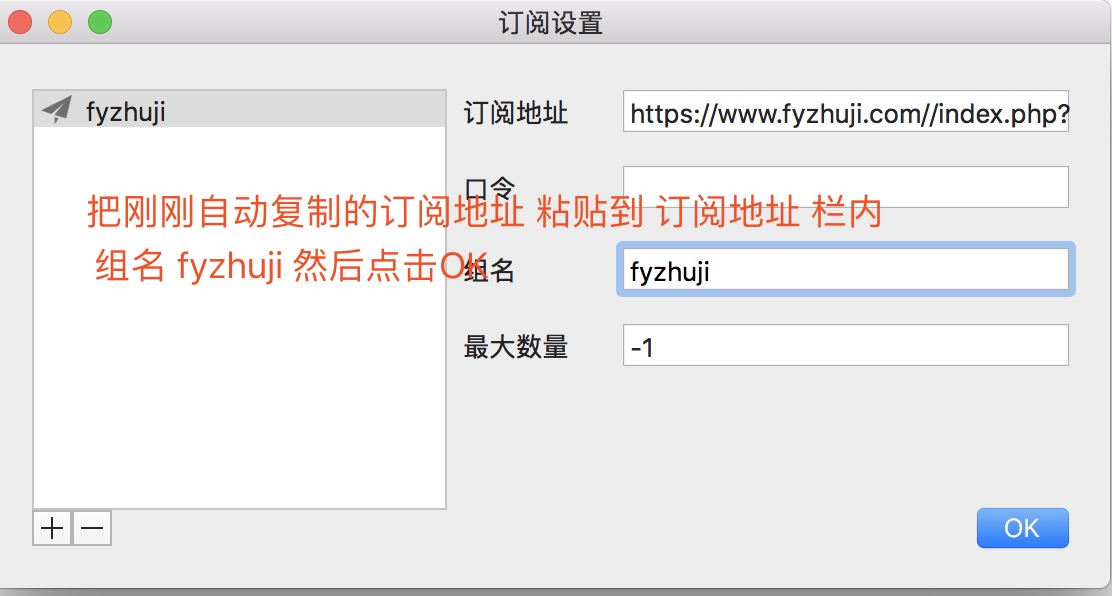 订阅设置
fyzhuji
订阅地址
https://www.fyzhuji.com//index.php?
口令
把刚刚自动复制的订阅地址 粘贴到 订阅地址 栏内
组名 fyzhuji 然后点击OK
组名
fyzhuji
最大数量
-1
OK